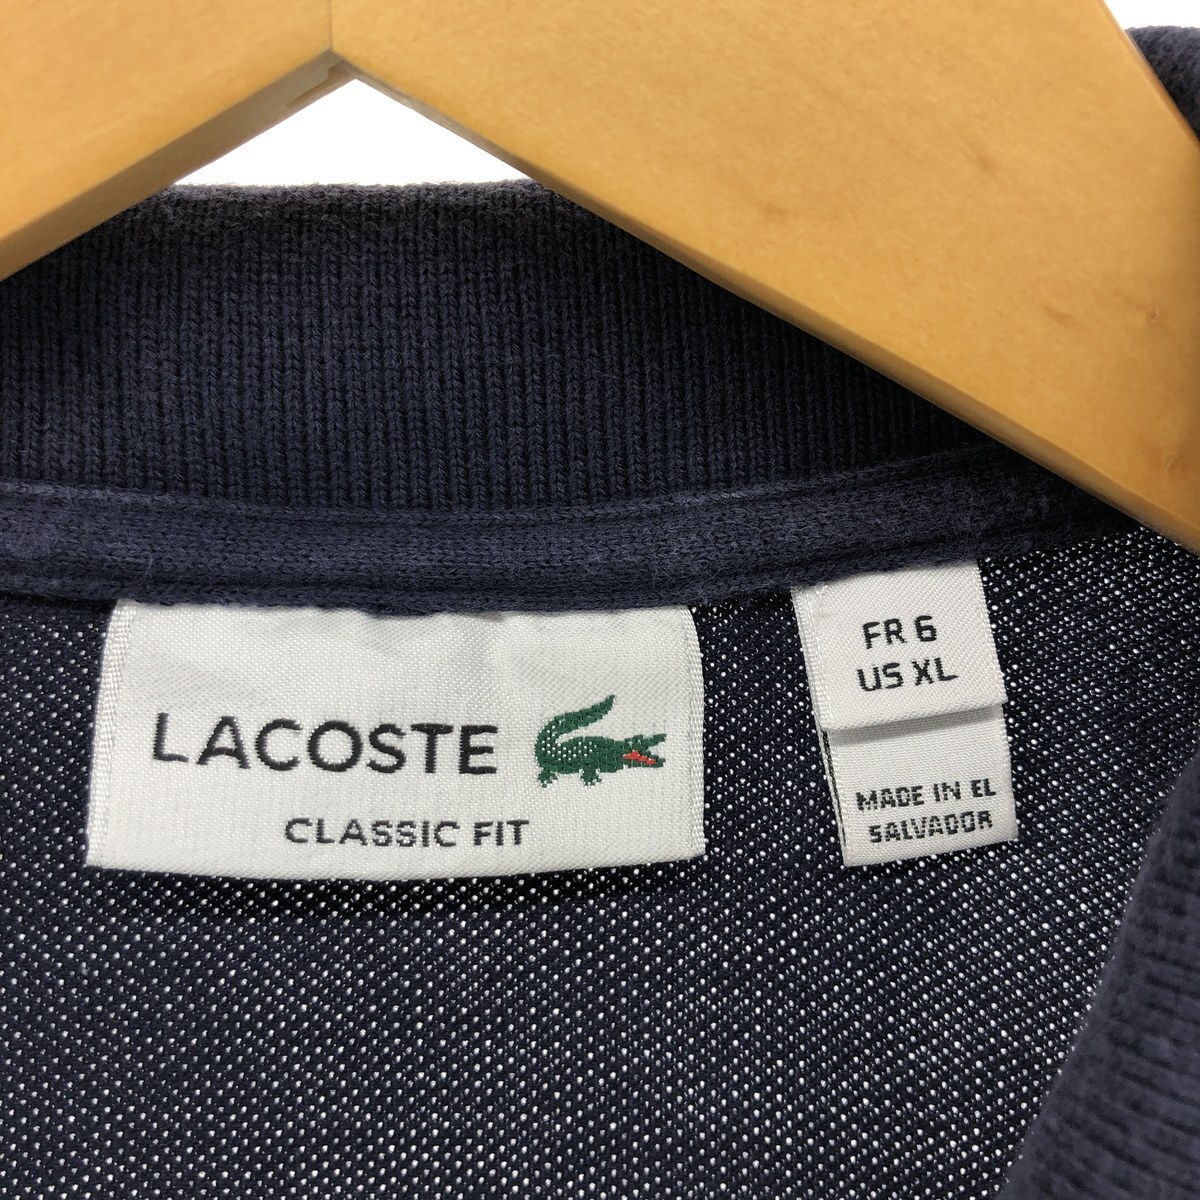 LACOSTE
CLASSIC FIT
FR 6
US XL
MADE IN EL
SALVADOR